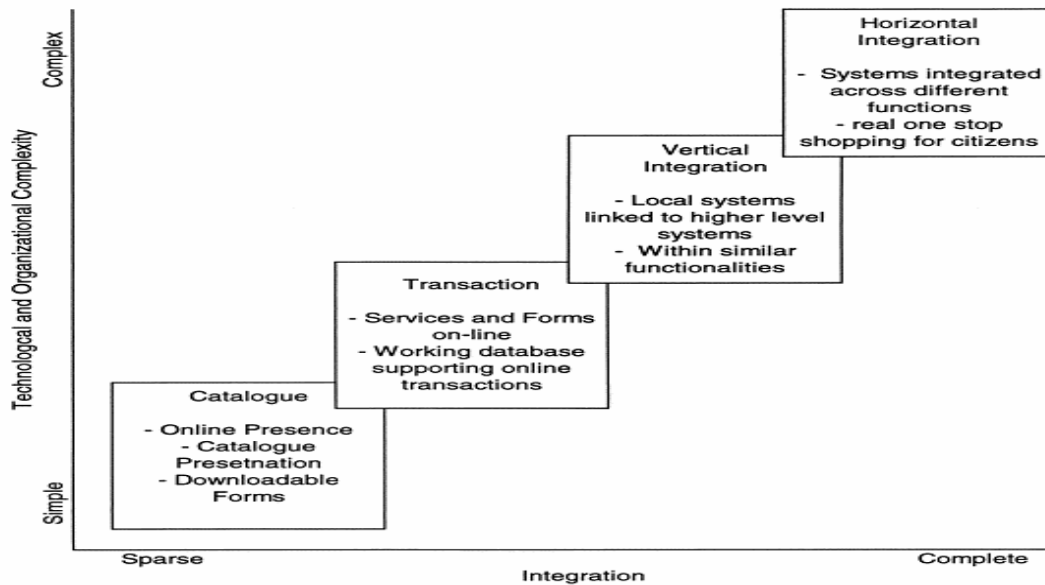 Horizontal
Integration
- Systems integrated
across different
functions
- real one stop
shopping for citizens
Vertical
Integration
- Local systems
linked to higher level
systems
- Within similar
functionalities
Transaction
- Services and Forms
on-line
- Working database
supporting online
transactions
Catalogue
- Online Presence
- Catalogue
Presetnation
- Downloadable
Forms
Complex
Technologcal and Organizational Complexity
Simple
Sparse
Complete
Integration